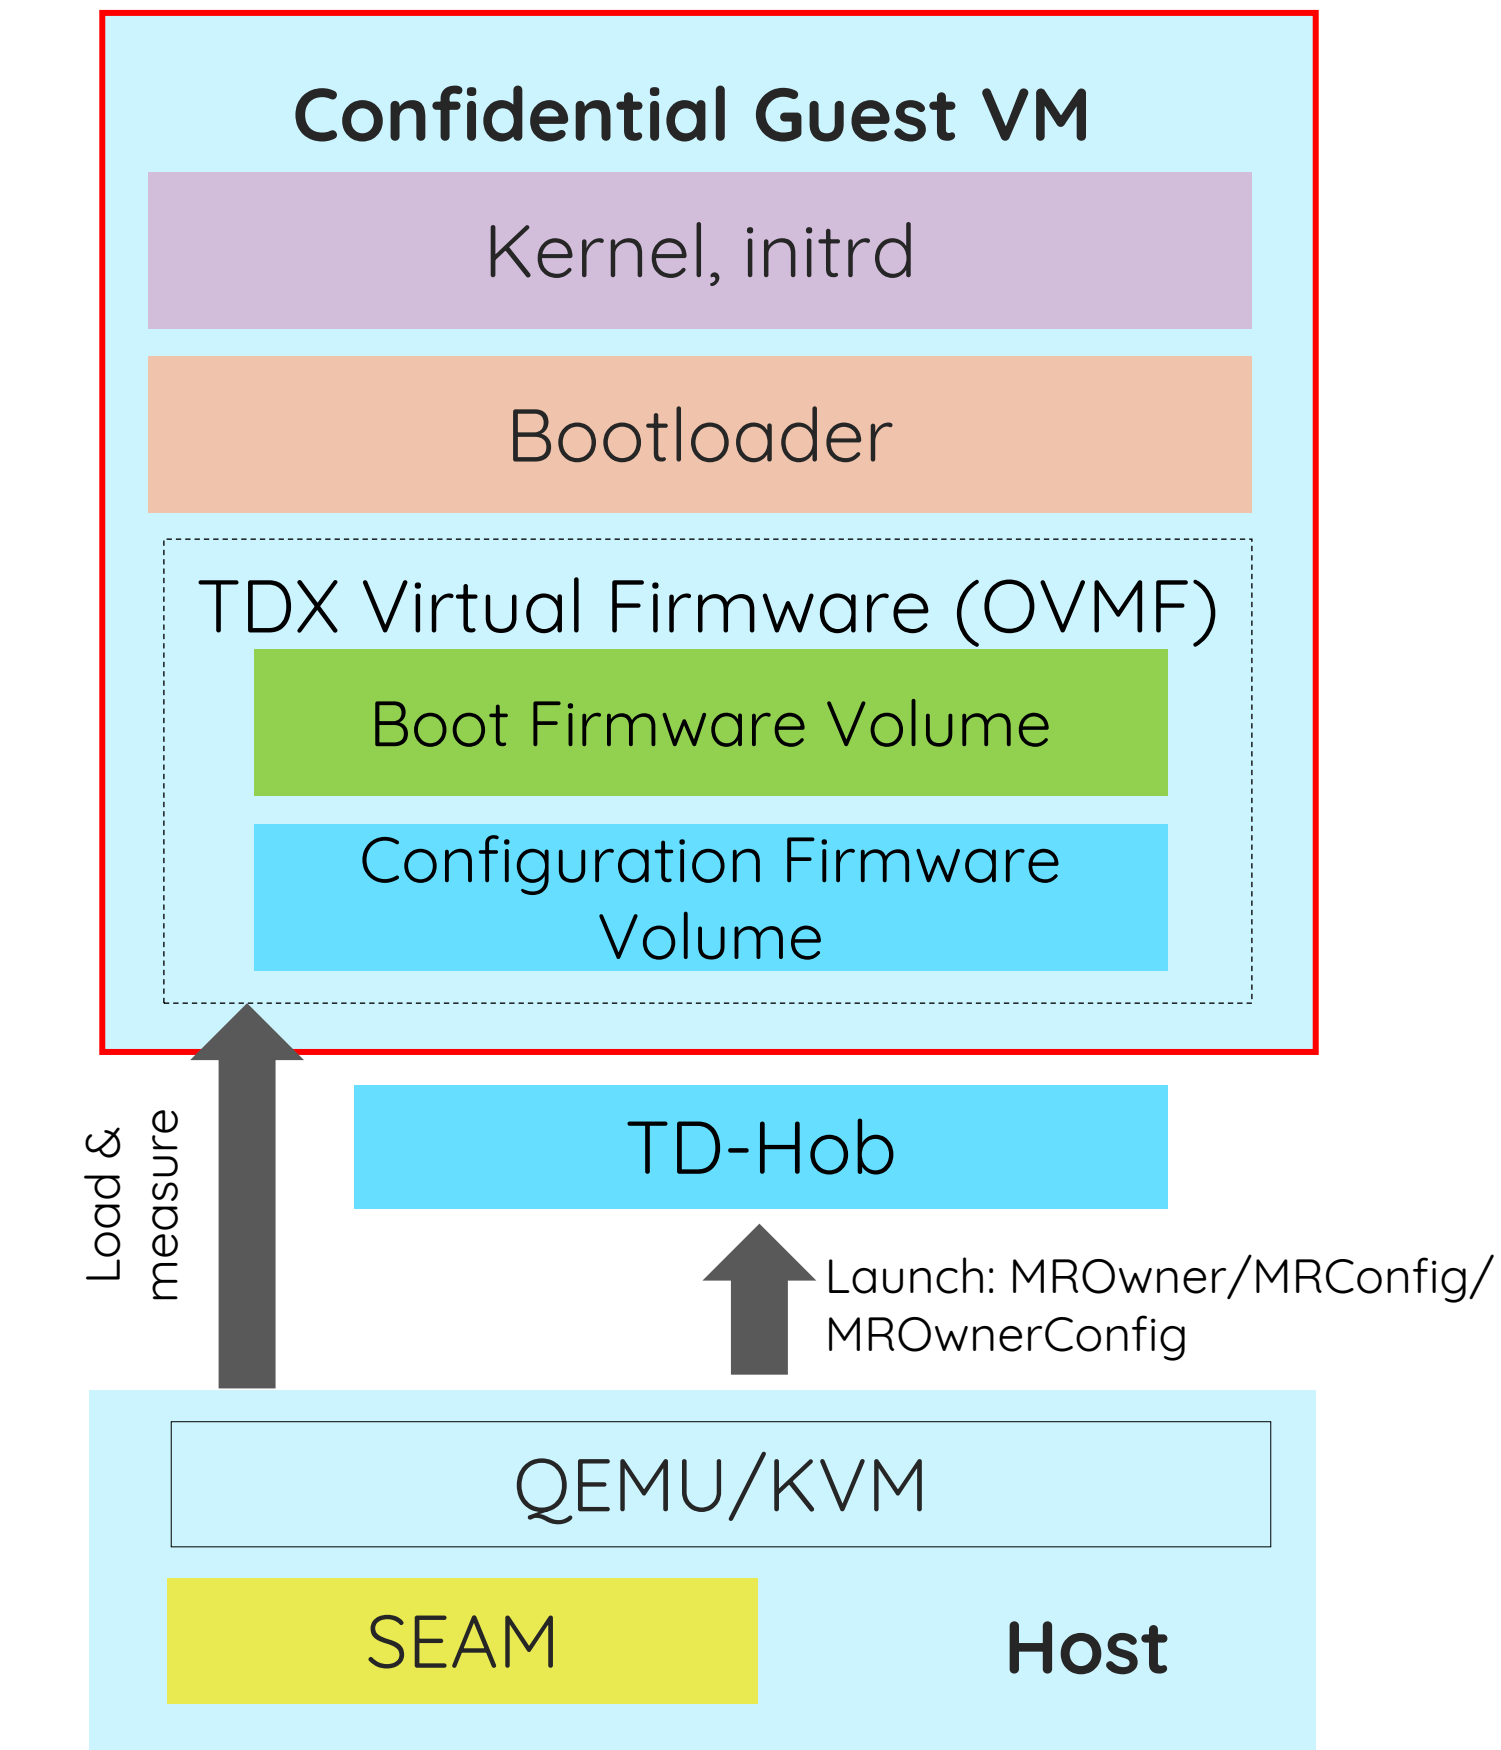 Confidential Guest VM
Kernel, initrd
Bootloader
TDX Virtual Firmware (OVMF)
Boot Firmware Volume
Configuration Firmware
Volume
TD-Hob
Load &
measure
Launch: MROwner/MRConfig/
MROwnerConfig
QEMU/KVM
SEAM
Host